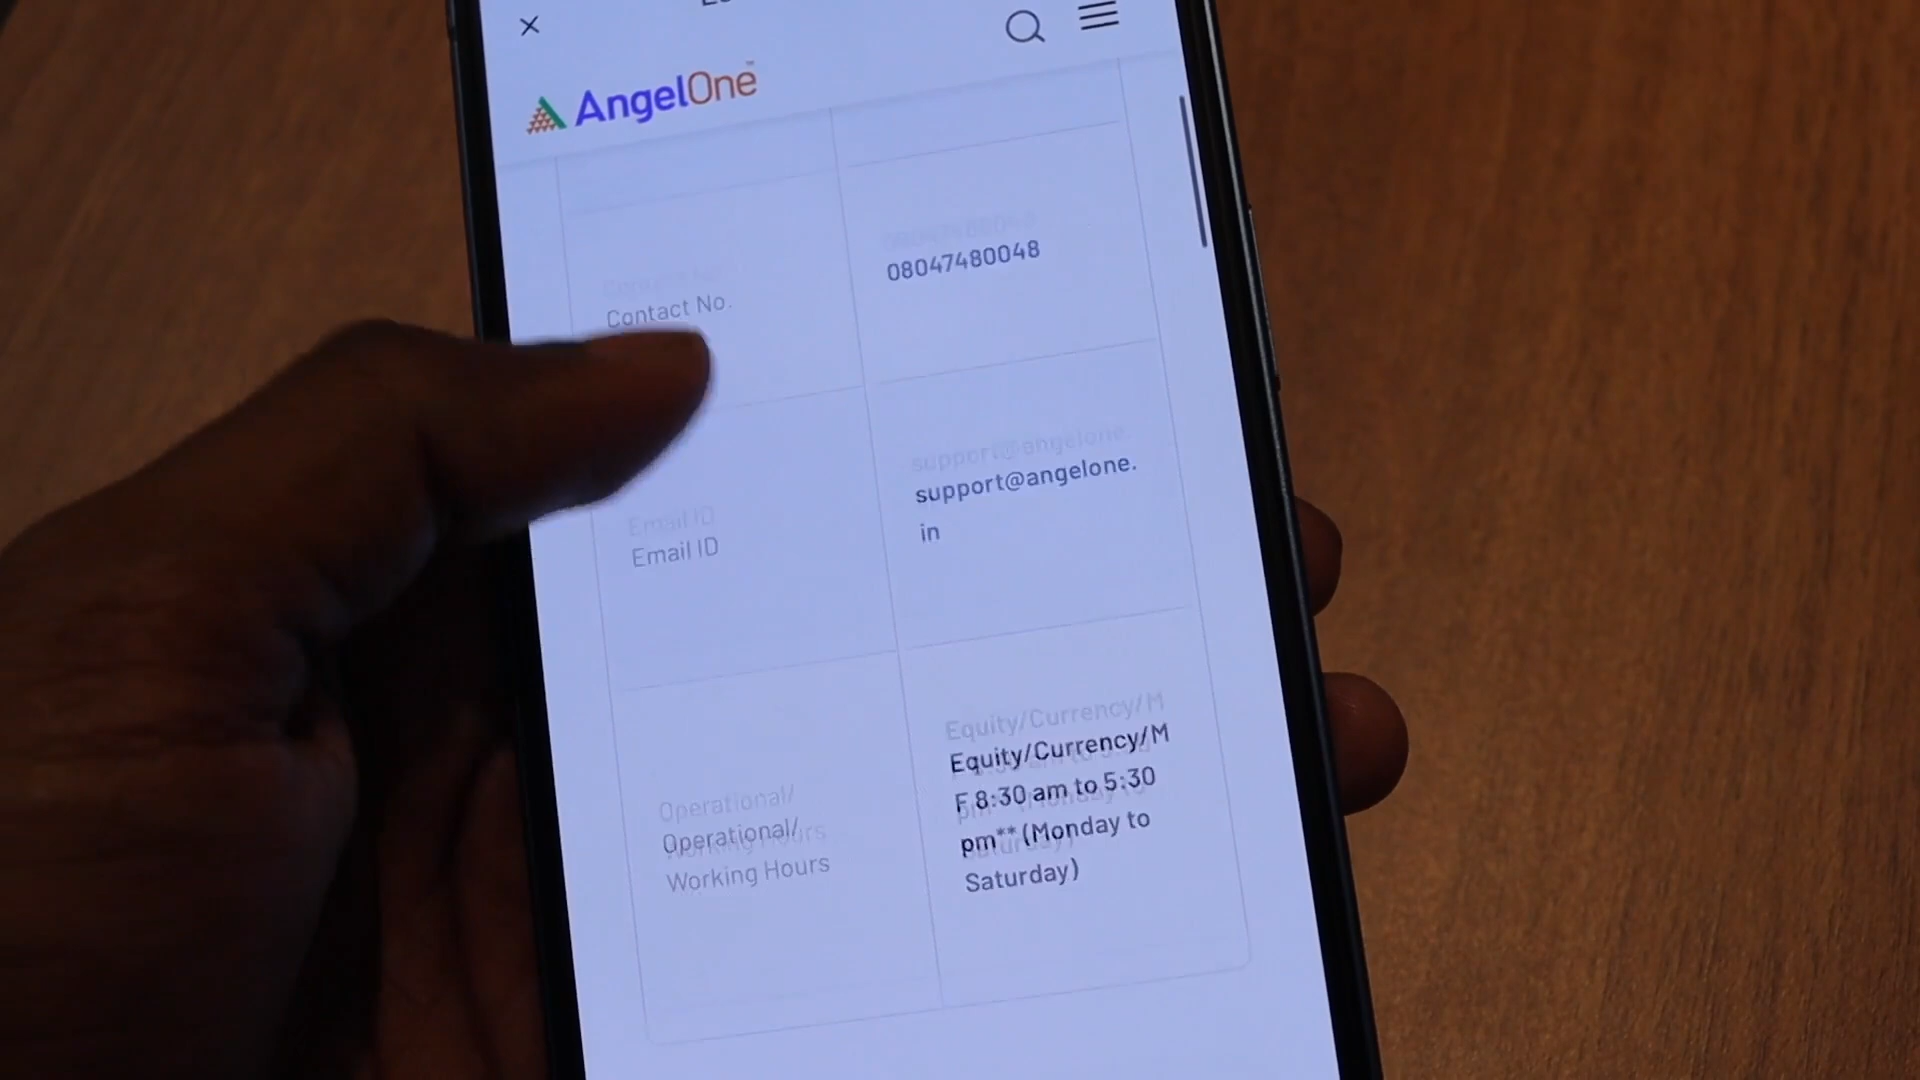 AngelOne
Contact No.
08047480048
Email ID
support@angelone.
in
Operational/
Working Hours
Equity/Currency/M
F 8:30 am to 5:30
pm** (Monday to
Saturday)